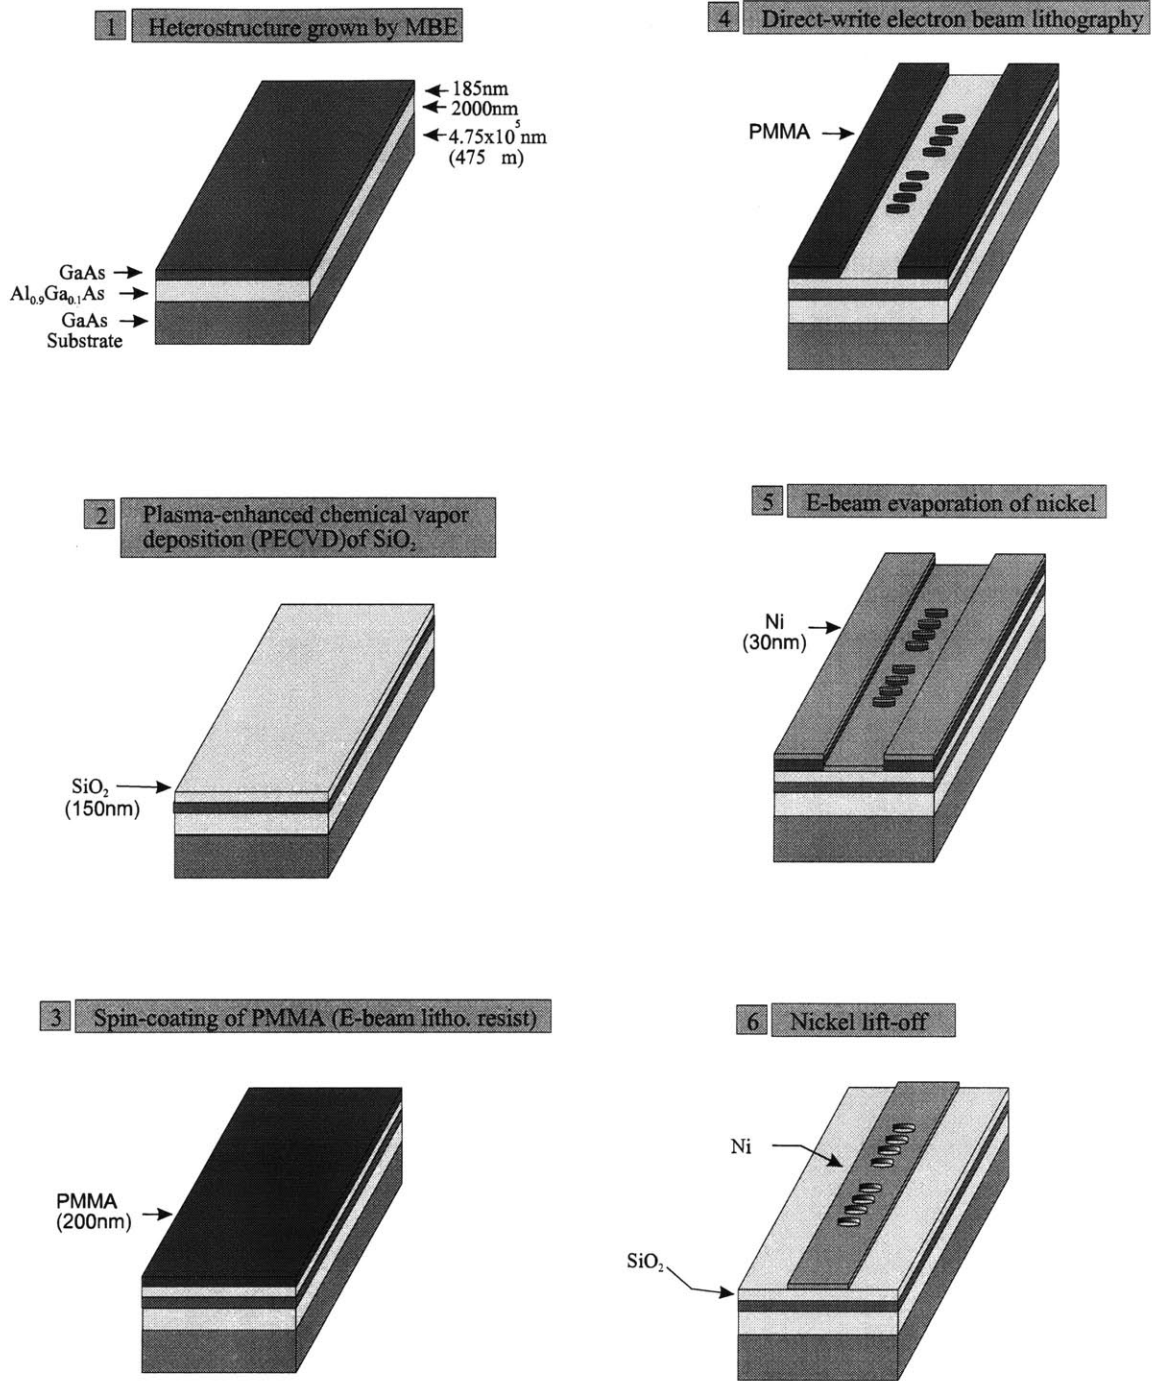 1 Heterostructure grown by MBE
185nm
2000nm
4.75x10⁵nm
(475 m)
GaAs
Al₀.₉Ga₀.₁As
GaAs
Substrate
2 Plasma-enhanced chemical vapor
deposition (PECVD)of SiO₂
SiO₂
(150nm)
3 Spin-coating of PMMA (E-beam litho. resist)
PMMA
(200nm)
4 Direct-write electron beam lithography
PMMA
5 E-beam evaporation of nickel
Ni
(30nm)
6 Nickel lift-off
Ni
SiO₂